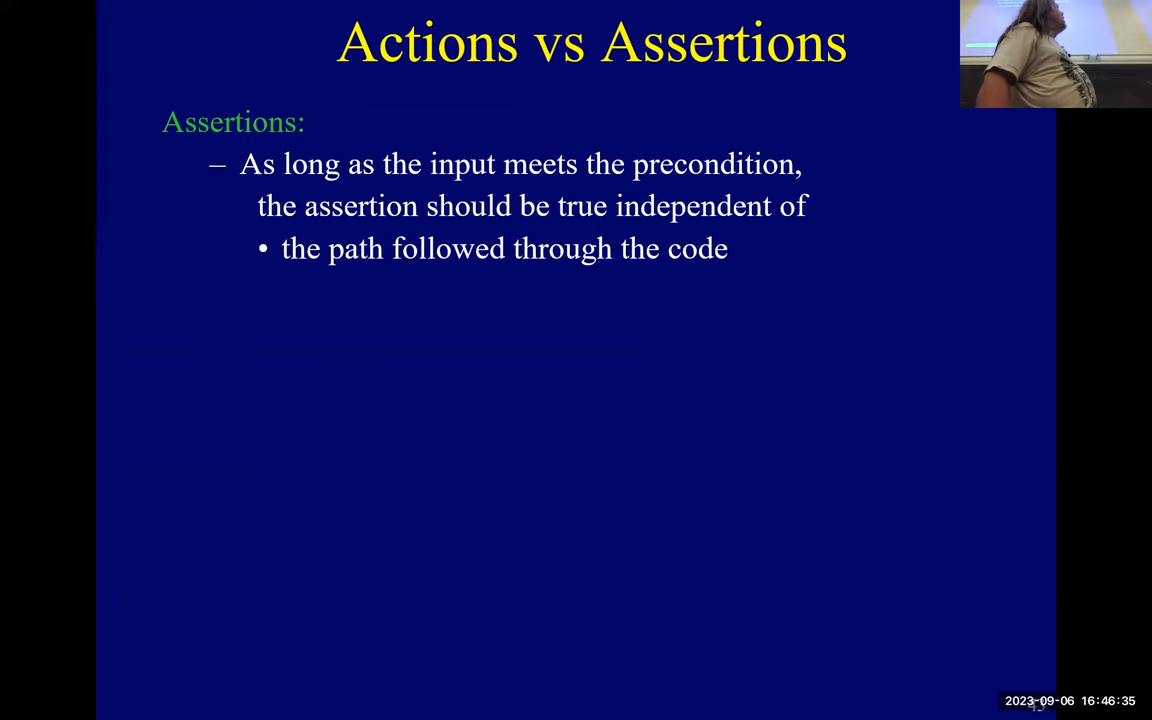 Actions vs Assertions
Assertions:
– As long as the input meets the precondition,
the assertion should be true independent of
• the path followed through the code
2023-09-06 16:46:35